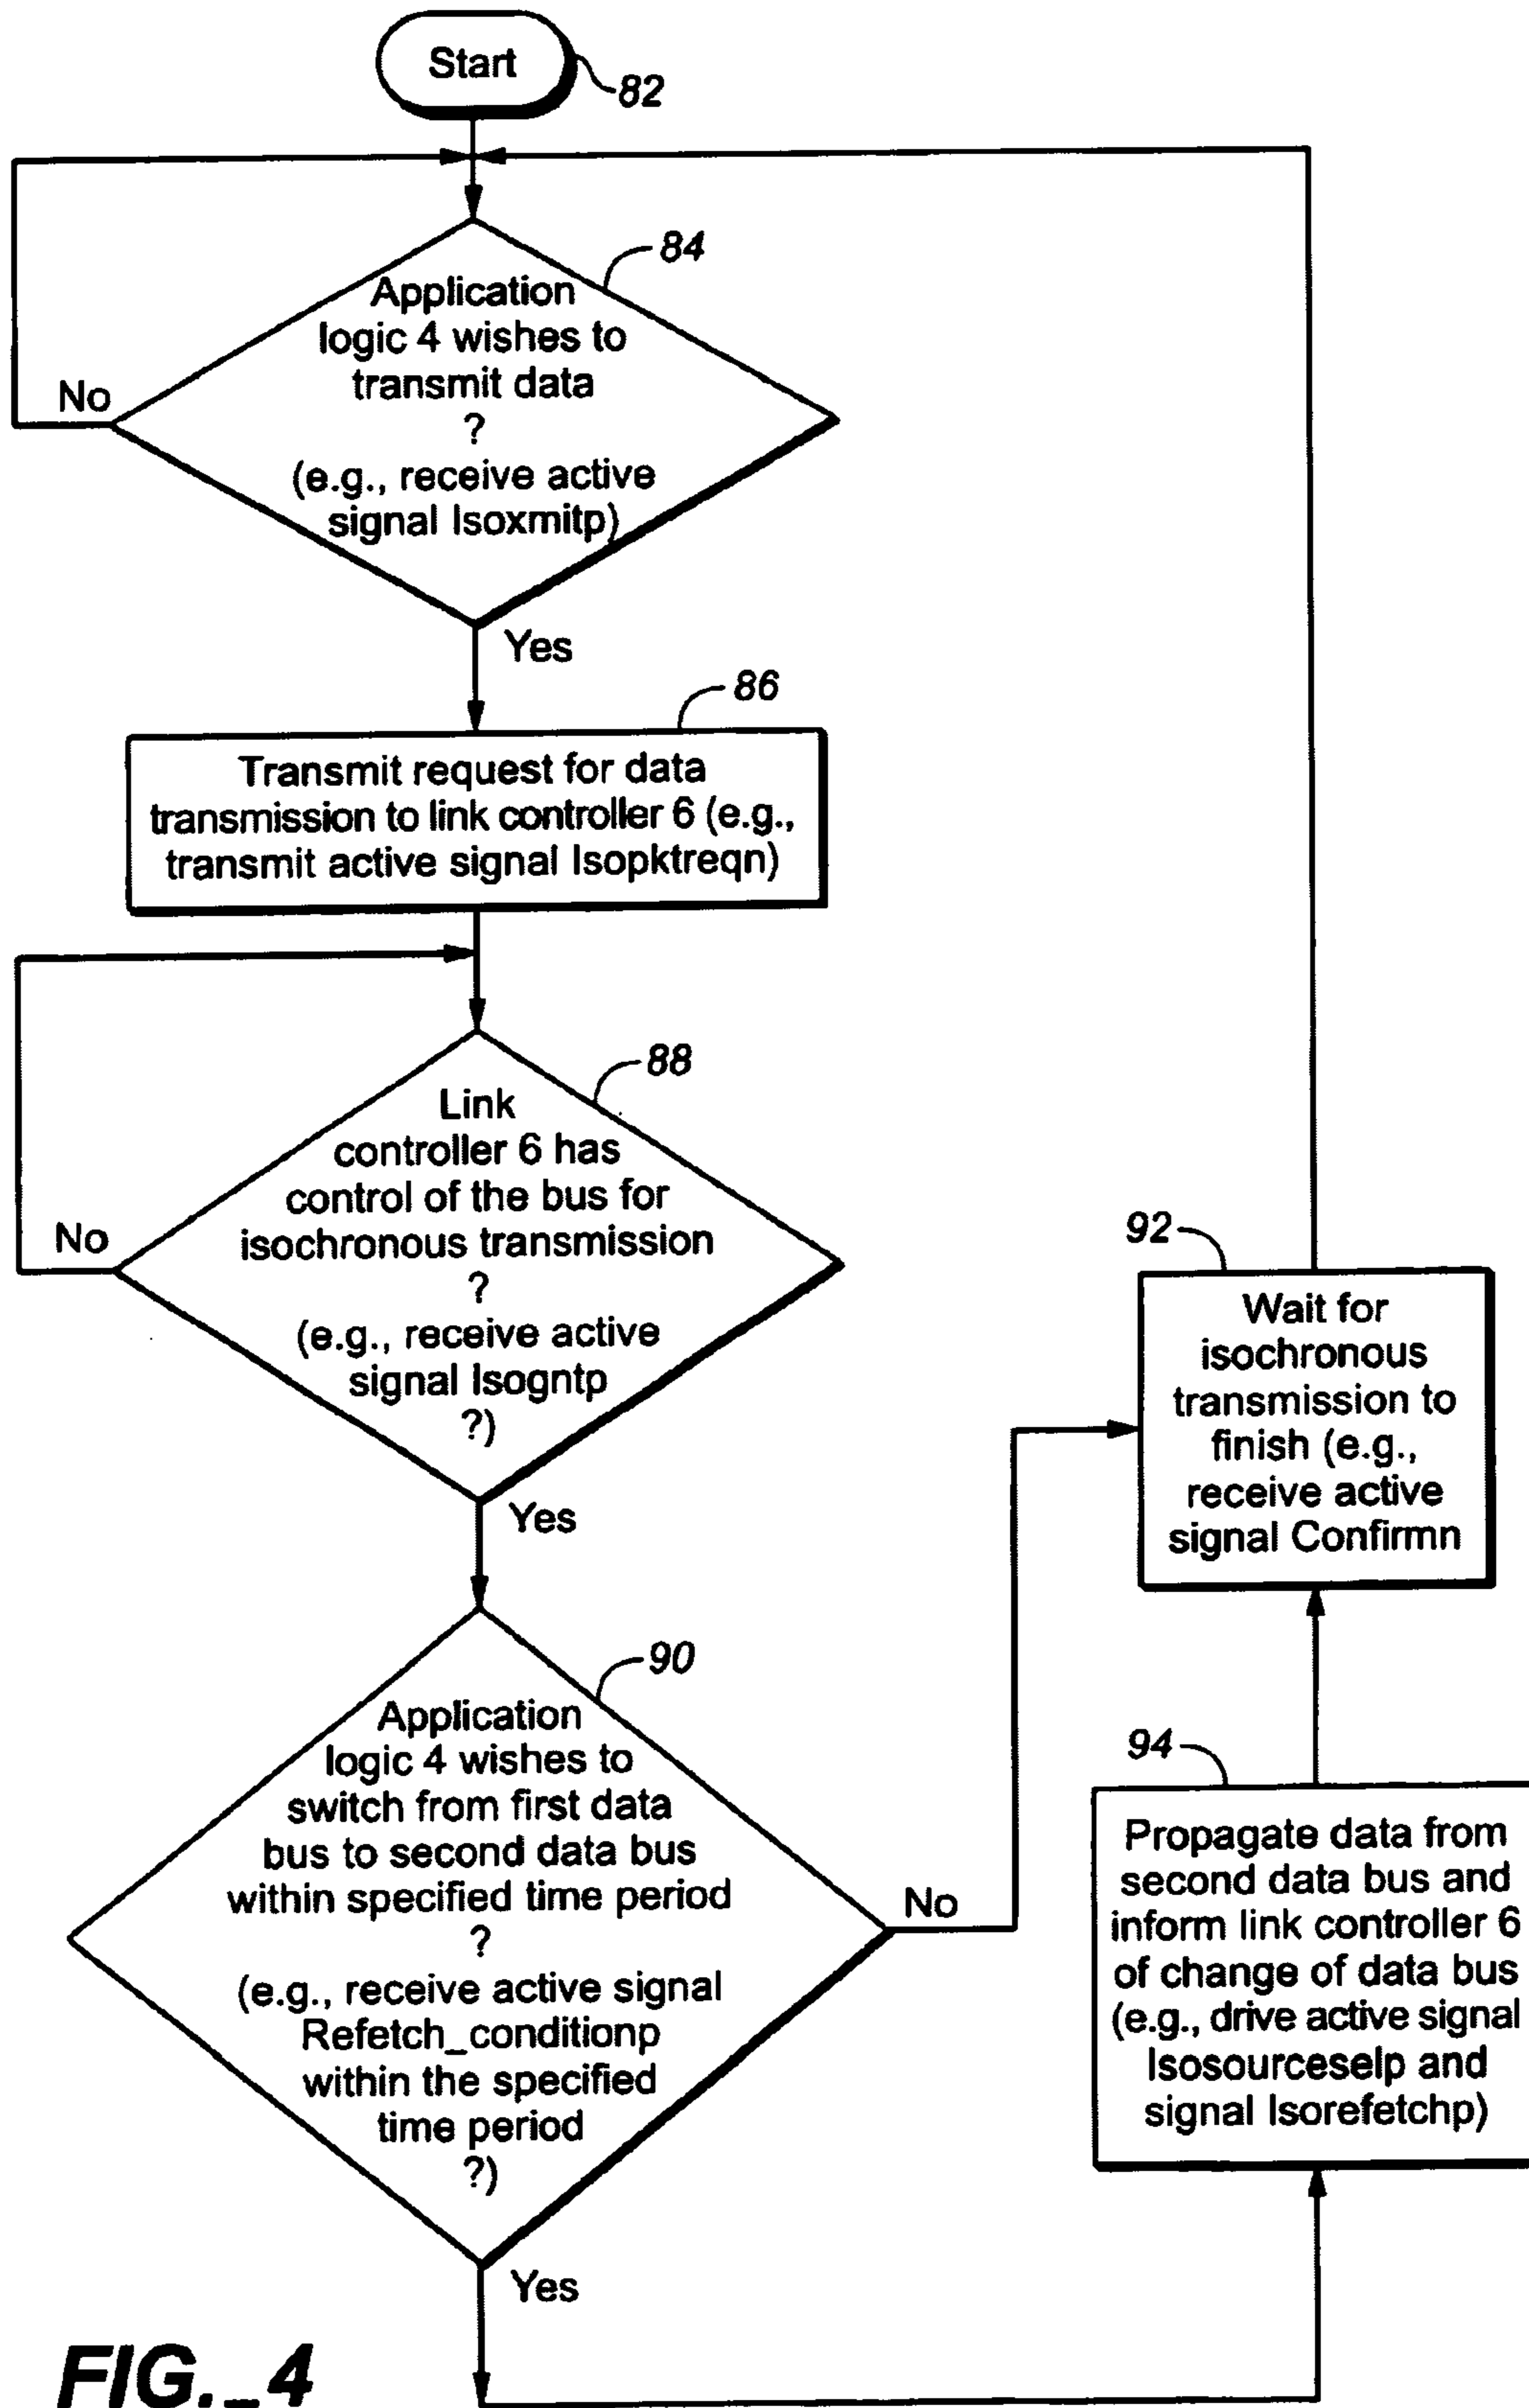 Start
82
84
Application
logic 4 wishes to
transmit data
?
(e.g., receive active
signal Isoxmitp)
No
Yes
86
Transmit request for data
transmission to link controller 6 (e.g.,
transmit active signal Isopktreqn)
88
Link
controller 6 has
control of the bus for
isochronous transmission
?
(e.g., receive active
signal Isogntp
?)
No
Yes
90
Application
logic 4 wishes to
switch from first data
bus to second data bus
within specified time period
?
(e.g., receive active signal
Refetch_conditionp
within the specified
time period
?)
No
Yes
92
Wait for
isochronous
transmission to
finish (e.g.,
receive active
signal Confirmn
94
Propagate data from
second data bus and
inform link controller 6
of change of data bus
(e.g., drive active signal
Isosourceselp and
signal Isorefetchp)
FIG._4